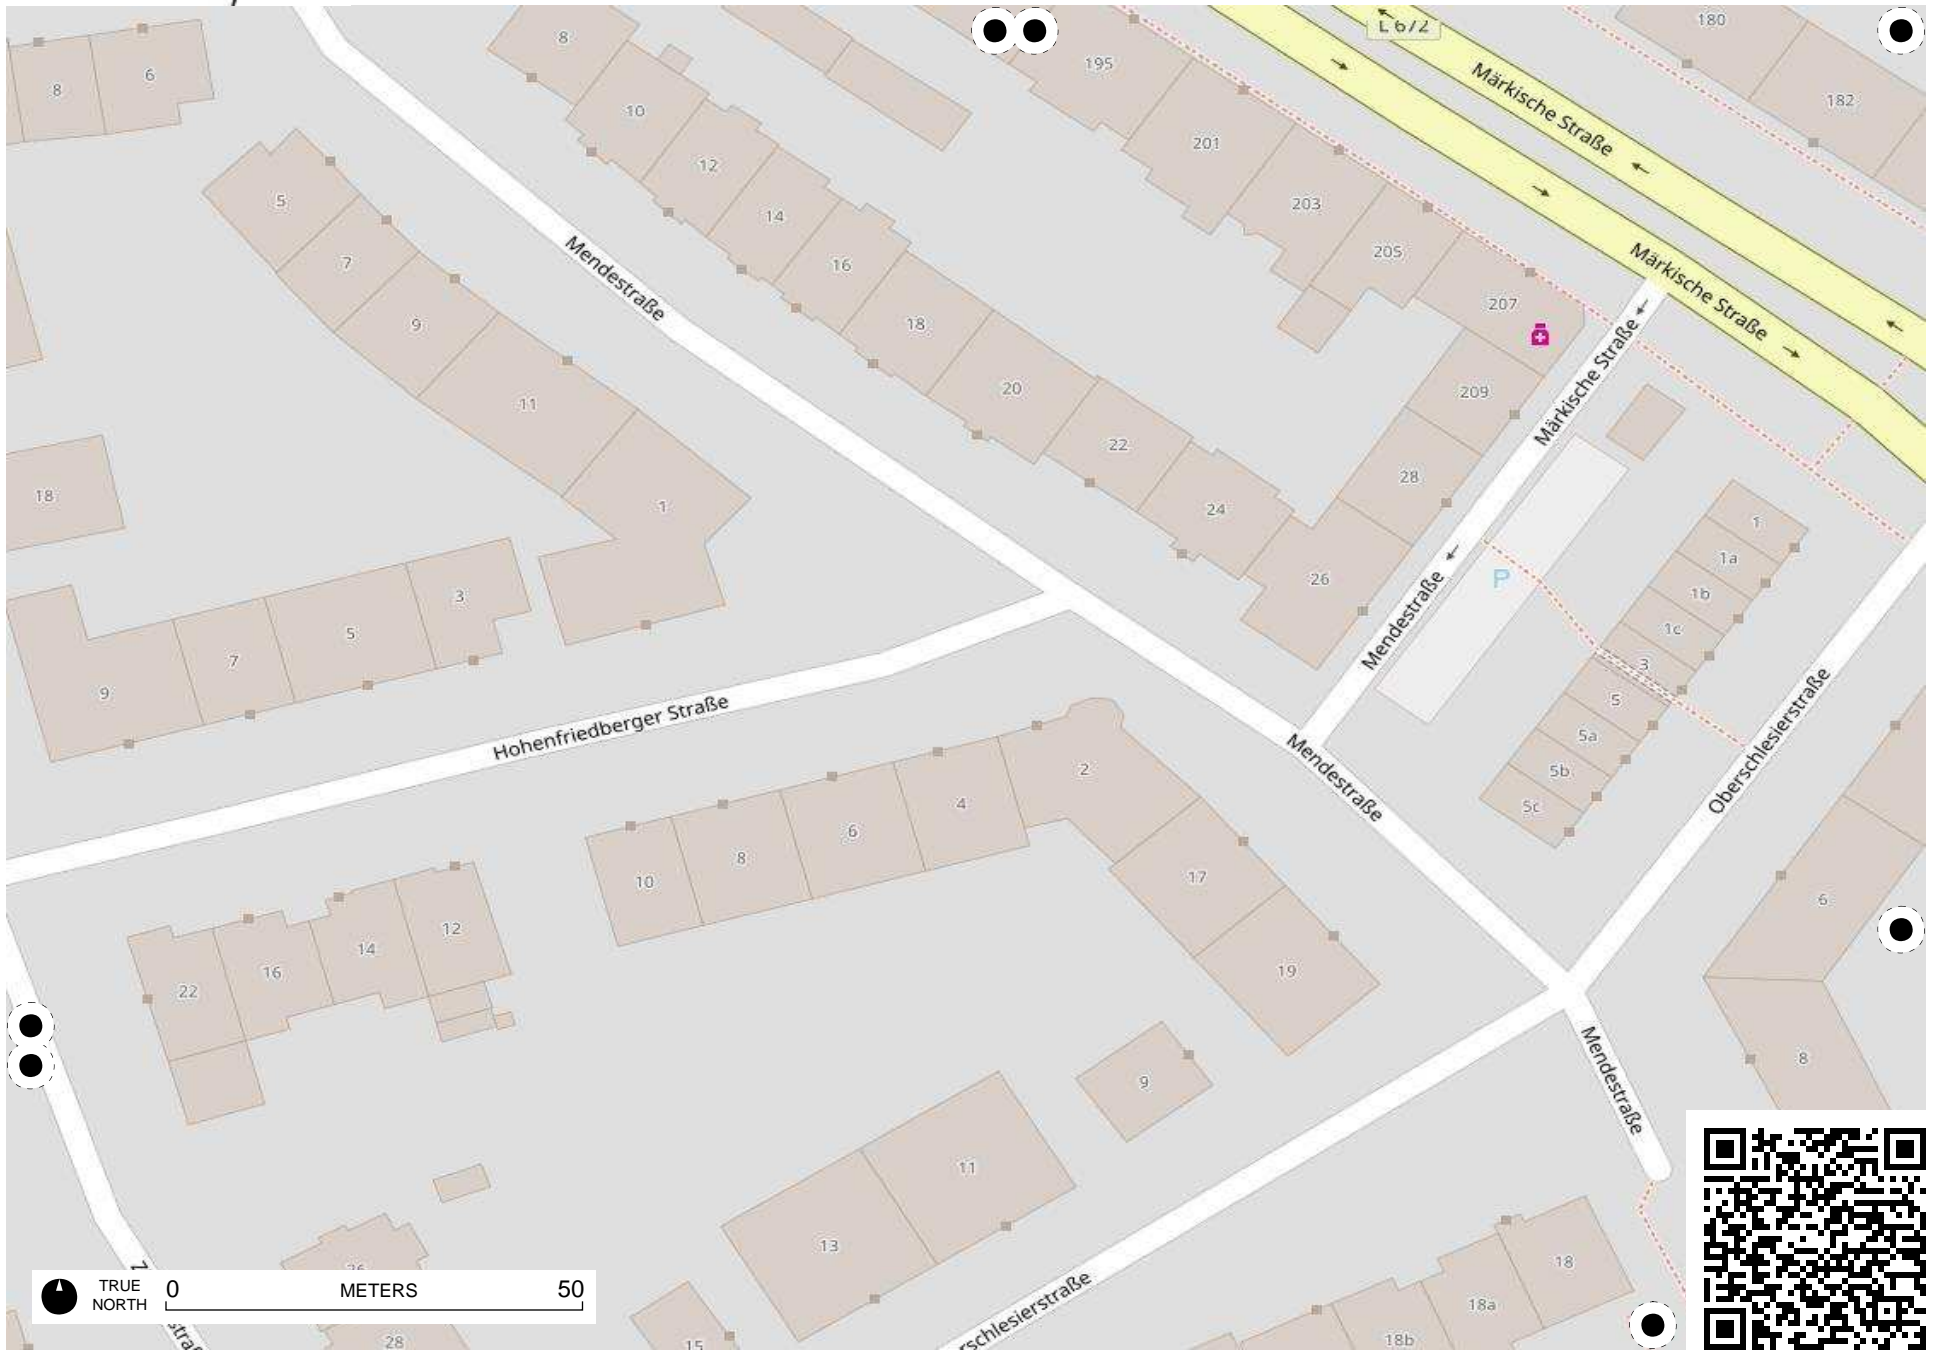 8
6
8
10
12
14
16
18
20
22
24
26
28
5
7
9
11
1
195
201
203
205
207
209
180
182
L 672
Märkische Straße
Märkische Straße
Märkische Straße
Mendestraße
Mendestraße
Mendestraße
Mendestraße
Hohenfriedberger Straße
Oberschlesierstraße
P
1
1a
1b
1c
3
5
5a
5b
5c
18
3
5
7
9
2
4
6
8
10
17
19
12
14
16
22
6
8
9
11
13
15
18
18a
18b
28
TRUE
NORTH
0 METERS 50